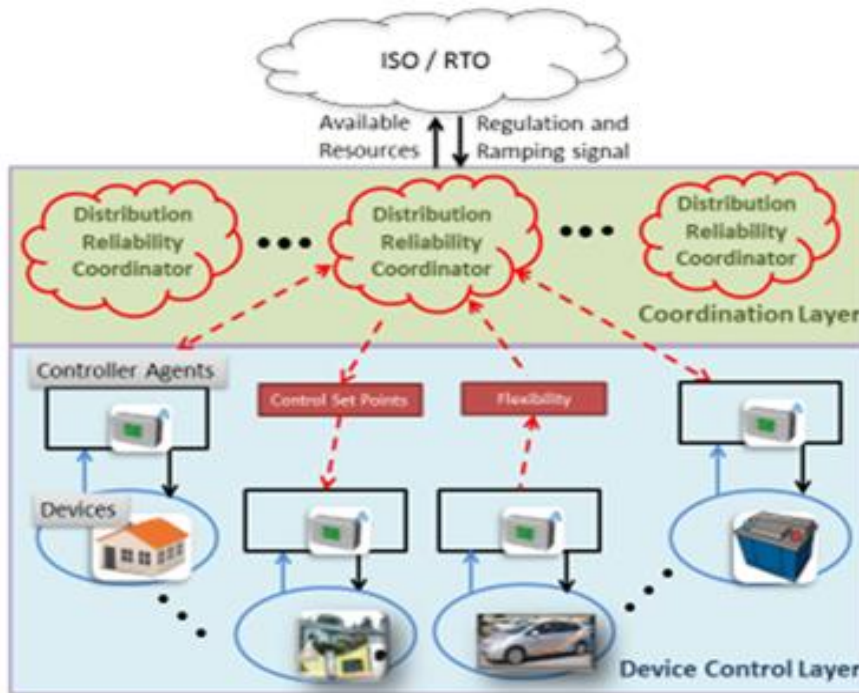 ISO / RTO
Available
Resources
Regulation and
Ramping signal
Distribution
Reliability
Coordinator
Distribution
Reliability
Coordinator
Distribution
Reliability
Coordinator
Coordination Layer
Controller Agents
Control Set Points
Flexibility
Devices
Device Control Layer